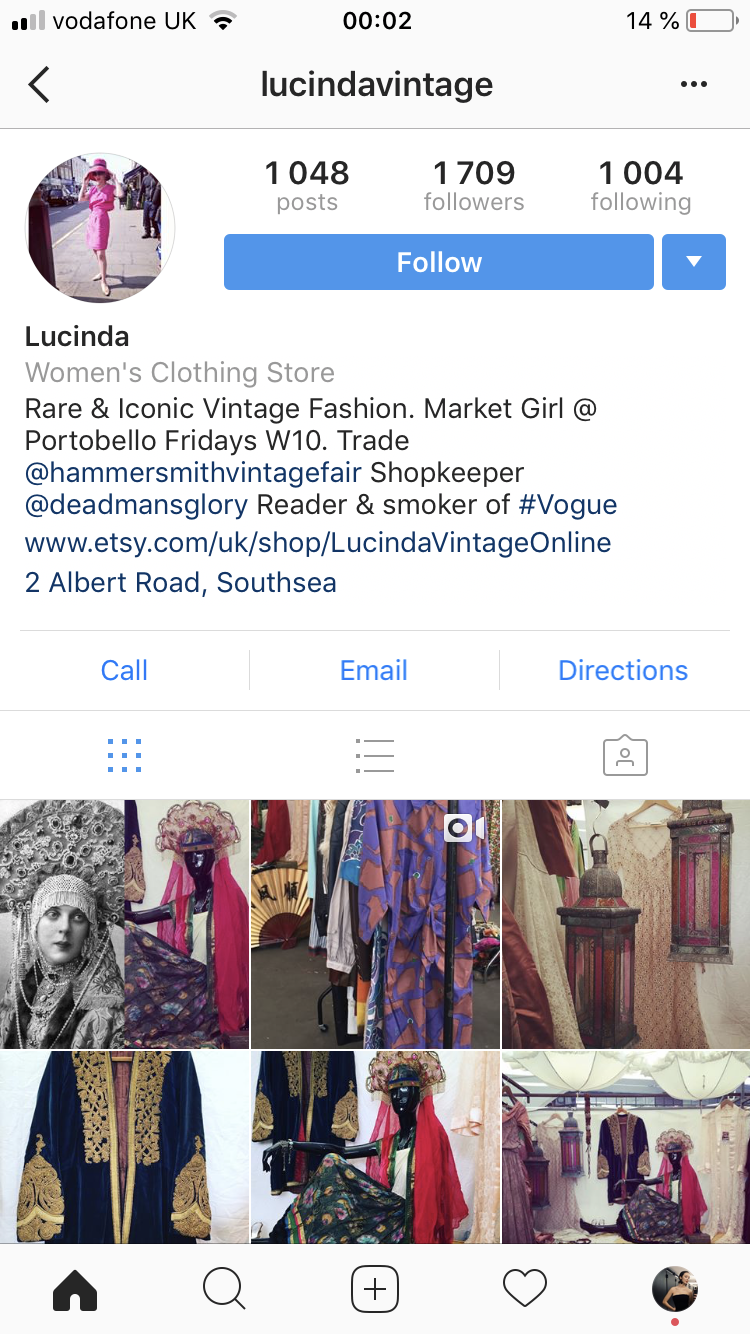 vodafone UK 00:02 14 %
lucindavintage
1 048 1 709 1 004
posts followers following
Follow
Lucinda
Women's Clothing Store
Rare & Iconic Vintage Fashion. Market Girl @
Portobello Fridays W10. Trade
@hammersmithvintagefair Shopkeeper
@deadmansglory Reader & smoker of #Vogue
www.etsy.com/uk/shop/LucindaVintageOnline
2 Albert Road, Southsea
Call Email Directions